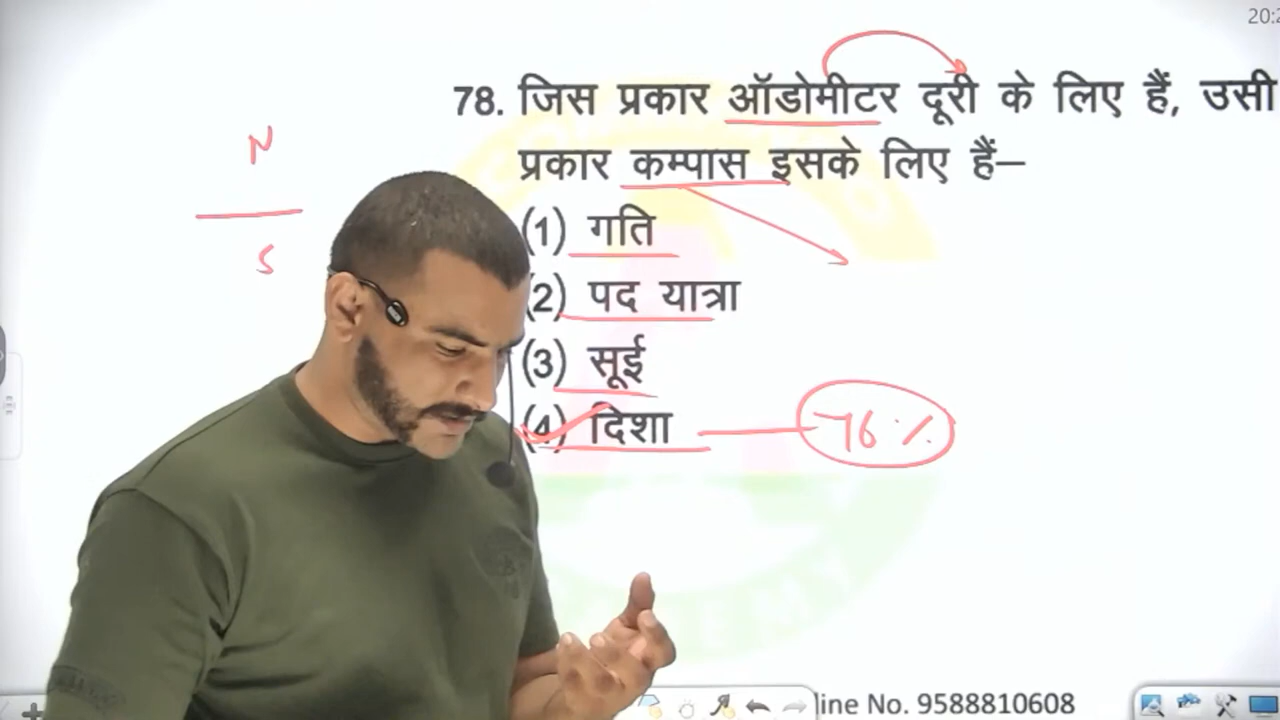 20:2
78. जिस प्रकार ऑडोमीटर दूरी के लिए हैं, उसी
प्रकार कम्पास इसके लिए हैं–
(1) गति
(2) पद यात्रा
(3) सूई
(4) दिशा
76%
N
S
line No. 9588810608